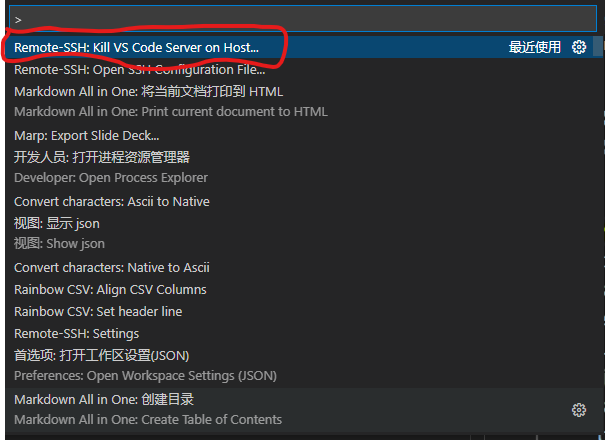 >
Remote-SSH: Kill VS Code Server on Host...
最近使用
Remote-SSH: Open SSH Configuration File...
Markdown All in One: 将当前文档打印到 HTML
Markdown All in One: Print current document to HTML
Marp: Export Slide Deck...
开发人员: 打开进程资源管理器
Developer: Open Process Explorer
Convert characters: Ascii to Native
视图: 显示 json
视图: Show json
Convert characters: Native to Ascii
Rainbow CSV: Align CSV Columns
Rainbow CSV: Set header line
Remote-SSH: Settings
首选项: 打开工作区设置(JSON)
Preferences: Open Workspace Settings (JSON)
Markdown All in One: 创建目录
Markdown All in One: Create Table of Contents